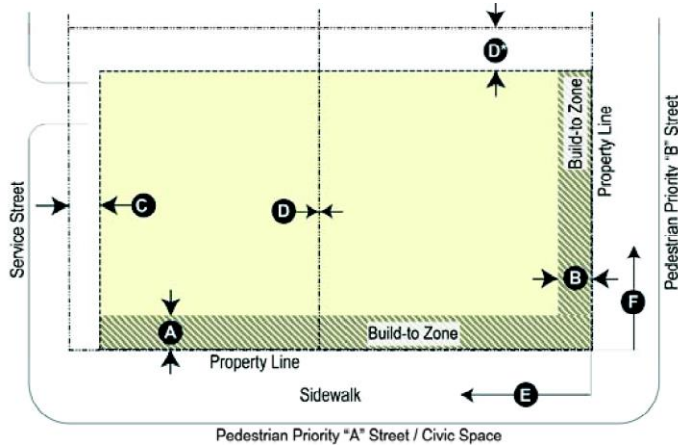 D*
Build-to Zone
Property Line
Pedestrian Priority "B" Street
Service Street
C
D
B
F
A
Build-to Zone
Property Line
Sidewalk
E
Pedestrian Priority "A" Street / Civic Space